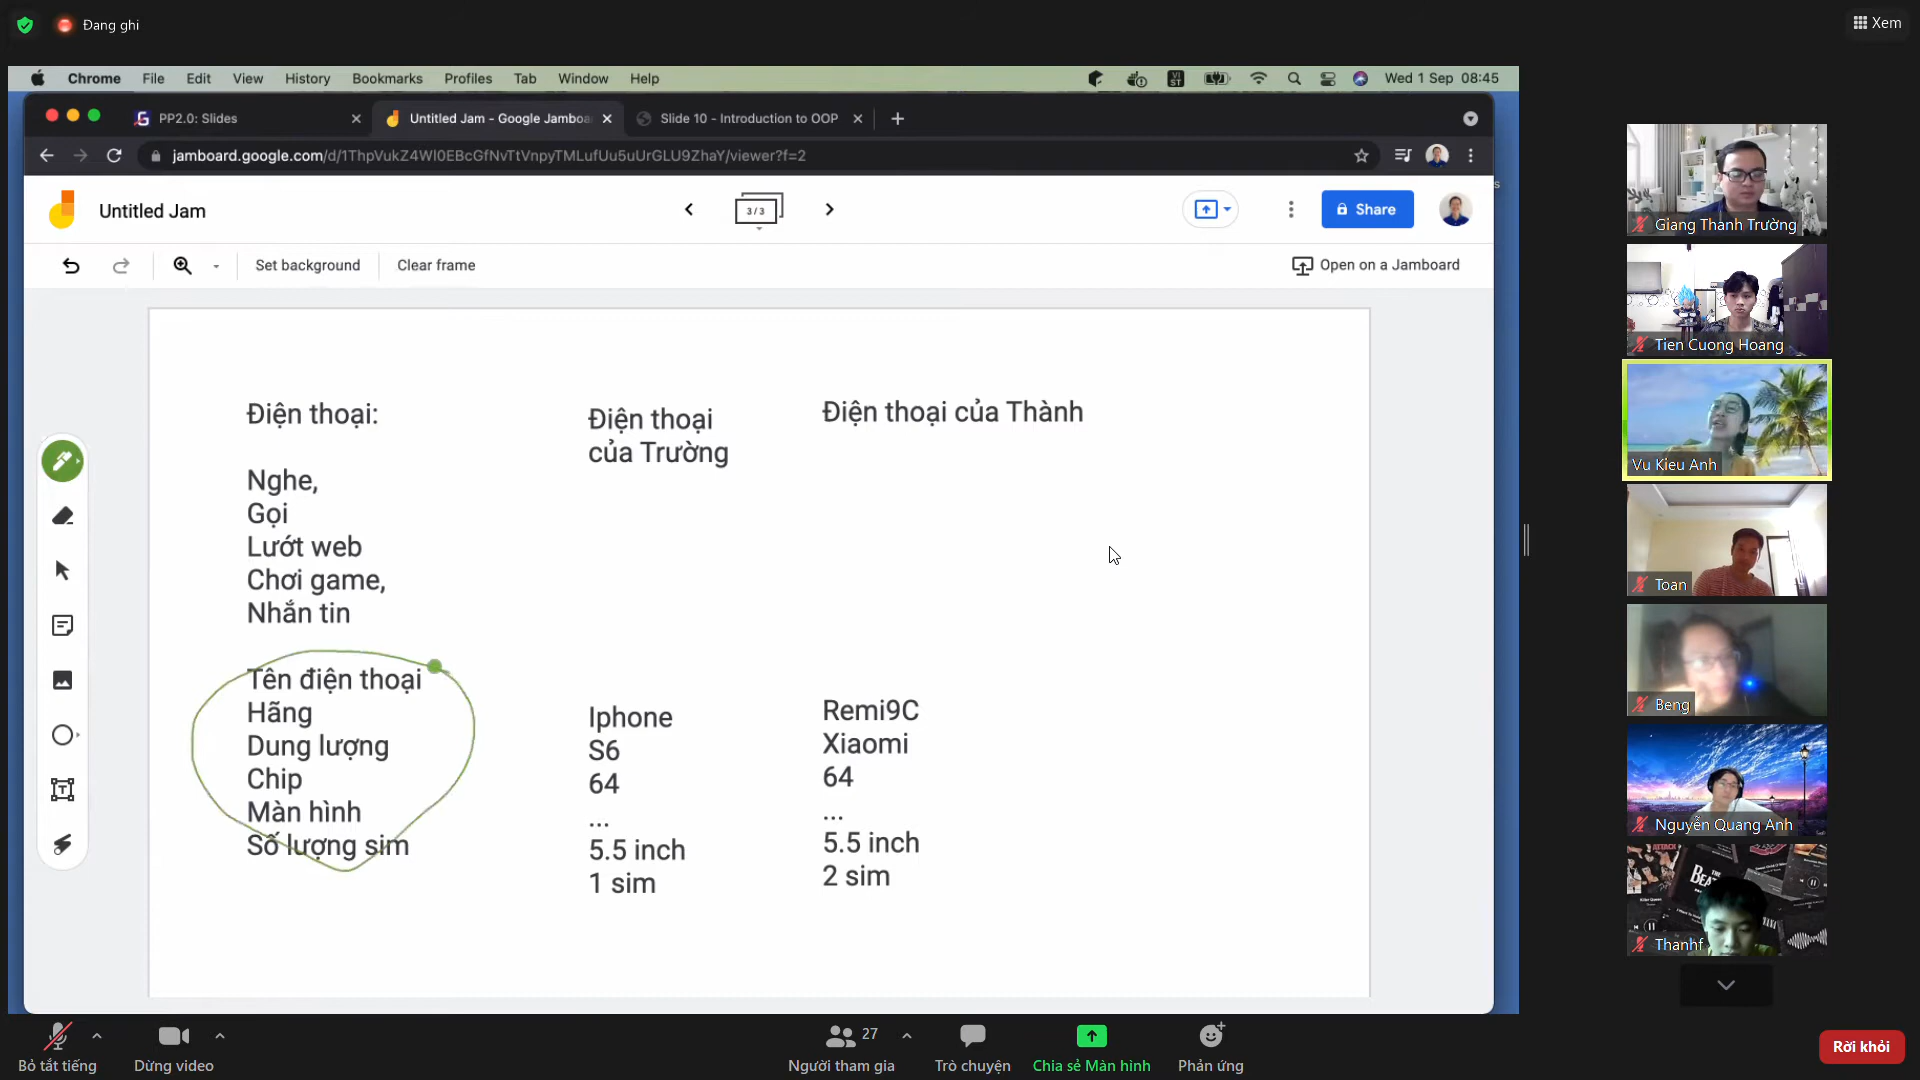 Đang ghi
Xem
Chrome File Edit View History Bookmarks Profiles Tab Window Help
VI
ST
Wed 1 Sep 08:45
PP2.0: Slides
Untitled Jam - Google Jamboa
Slide 10 - Introduction to OOP
jamboard.google.com/d/1ThpVukZ4Wl0EBcGfNvTtVnpyTMLufUu5uUrGLU9ZhaY/viewer?f=2
Untitled Jam
3/3
Share
Set background
Clear frame
Open on a Jamboard
Điện thoại:
Nghe,
Gọi
Lướt web
Chơi game,
Nhắn tin
Tên điện thoại
Hãng
Dung lượng
Chip
Màn hình
Số lượng sim
Điện thoại
của Trường
Iphone
S6
64
...
5.5 inch
1 sim
Điện thoại của Thành
Remi9C
Xiaomi
64
...
5.5 inch
2 sim
Giang Thành Trường
Tien Cuong Hoang
Vu Kieu Anh
Toan
Beng
Nguyễn Quang Anh
Thanhf
Bỏ tắt tiếng
Dừng video
27
Người tham gia
Trò chuyện
Chia sẻ Màn hình
Phản ứng
Rời khỏi